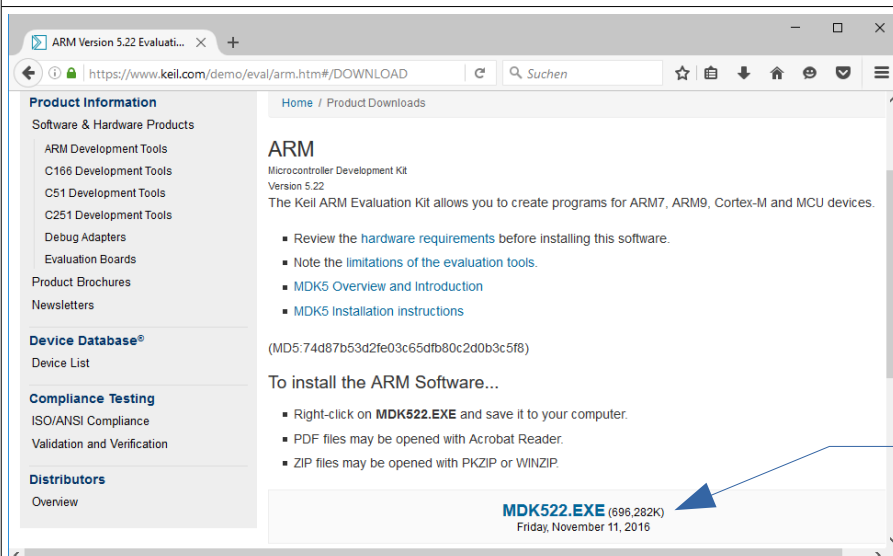 ARM Version 5.22 Evaluati...
https://www.keil.com/demo/eval/arm.htm#/DOWNLOAD
Suchen
Product Information
Software & Hardware Products
ARM Development Tools
C166 Development Tools
C51 Development Tools
C251 Development Tools
Debug Adapters
Evaluation Boards
Product Brochures
Newsletters
Device Database®
Device List
Compliance Testing
ISO/ANSI Compliance
Validation and Verification
Distributors
Overview
Home / Product Downloads
ARM
Microcontroller Development Kit
Version 5.22
The Keil ARM Evaluation Kit allows you to create programs for ARM7, ARM9, Cortex-M and MCU devices.
Review the hardware requirements before installing this software.
Note the limitations of the evaluation tools.
MDK5 Overview and Introduction
MDK5 Installation instructions
(MD5:74d87b53d2fe03c65dfb80c2d0b3c5f8)
To install the ARM Software...
Right-click on MDK522.EXE and save it to your computer.
PDF files may be opened with Acrobat Reader.
ZIP files may be opened with PKZIP or WINZIP.
MDK522.EXE (696,282K)
Friday, November 11, 2016